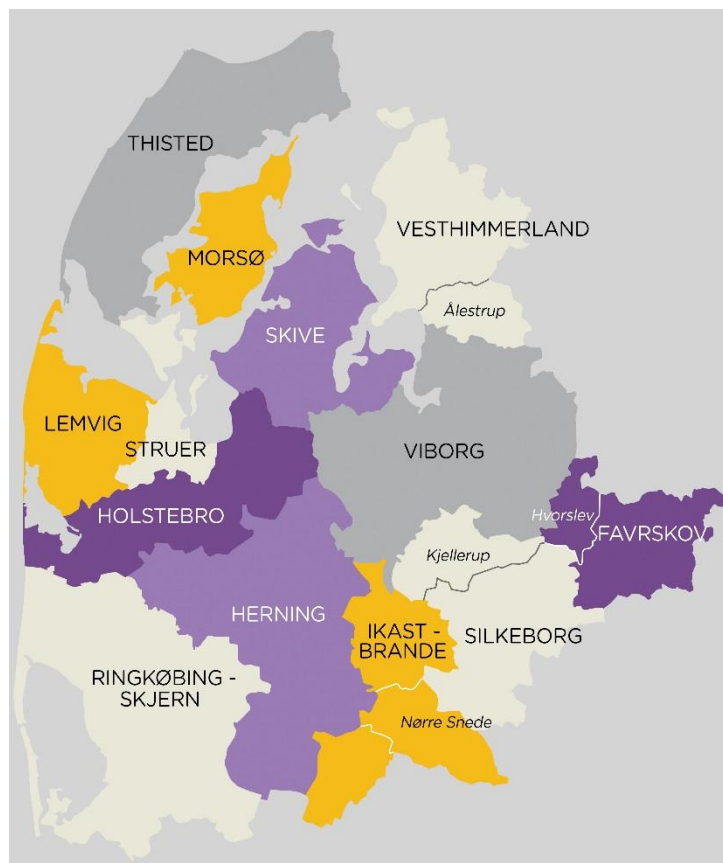 THISTED
VESTHIMMERLAND
MORSØ
Ålestrup
SKIVE
LEMVIG
STRUER
VIBORG
HOLSTEBRO
Hvorslev
FAVRSKOV
Kjellerup
HERNING
IKAST -
BRANDE
SILKEBORG
RINGKØBING -
SKJERN
Nørre Snede